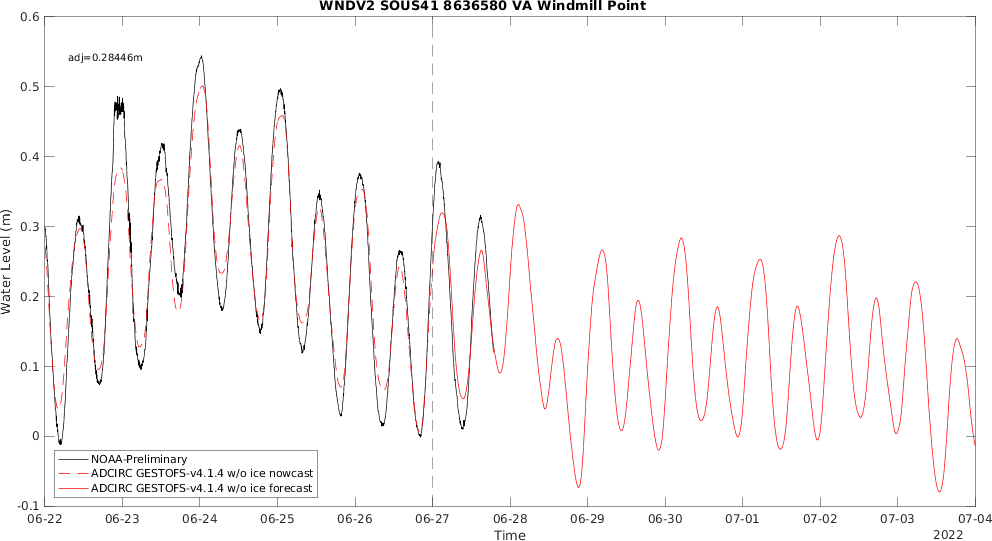 WNDV2 SOUS41 8636580 VA Windmill Point
0.6
adj=0.28446m
0.5
0.4
0.3
0.2
0.1
0
-0.1
Water Level (m)
NOAA-Preliminary
ADCIRC GESTOFS-v4.1.4 w/o ice nowcast
ADCIRC GESTOFS-v4.1.4 w/o ice forecast
06-22 06-23 06-24 06-25 06-26 06-27 06-28 06-29 06-30 07-01 07-02 07-03 07-04
Time
2022